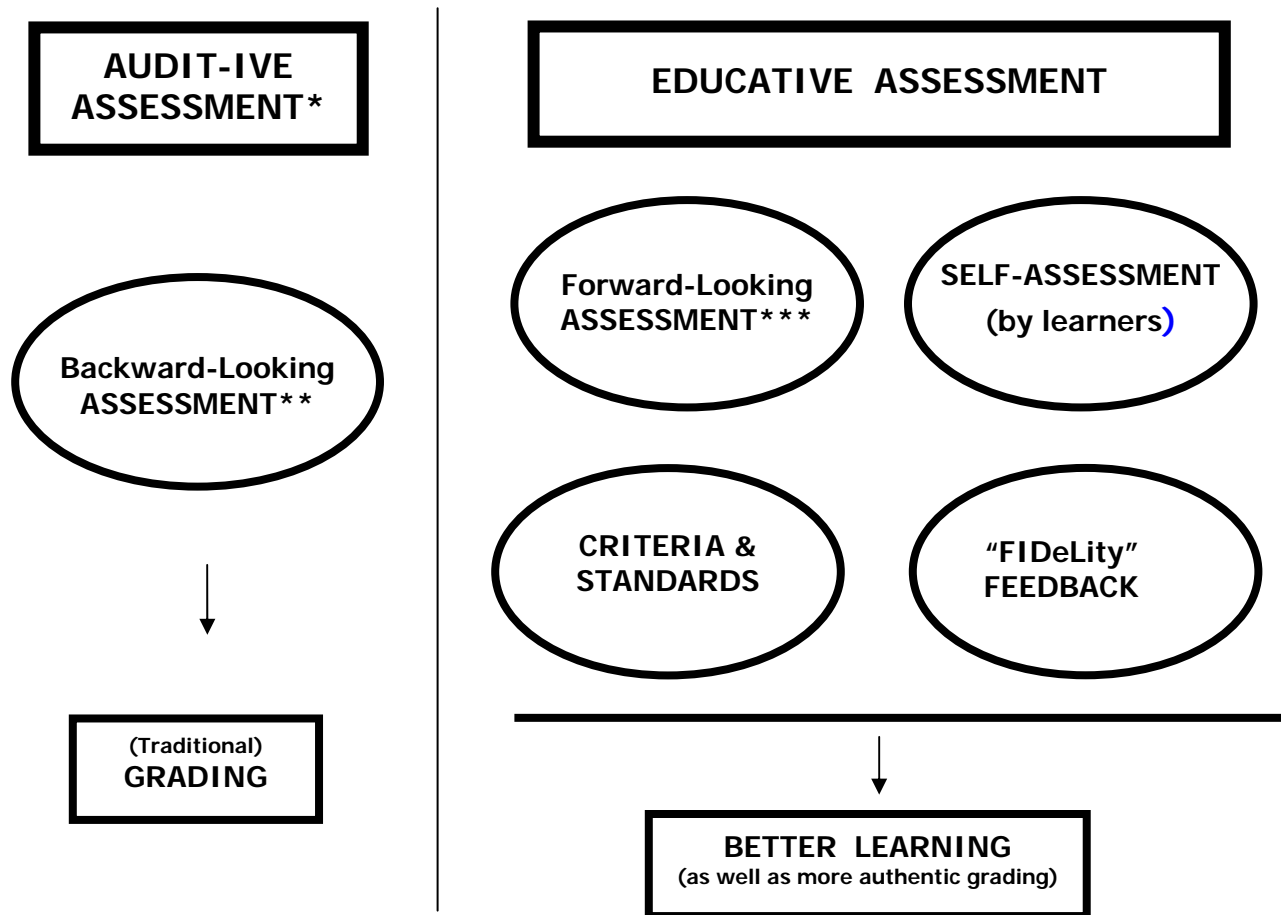 AUDIT-IVE
ASSESSMENT*
Backward-Looking
ASSESSMENT**
(Traditional)
GRADING
EDUCATIVE ASSESSMENT
Forward-Looking
ASSESSMENT***
SELF-ASSESSMENT
(by learners)
CRITERIA &
STANDARDS
“FIDeLity”
FEEDBACK
BETTER LEARNING
(as well as more authentic grading)